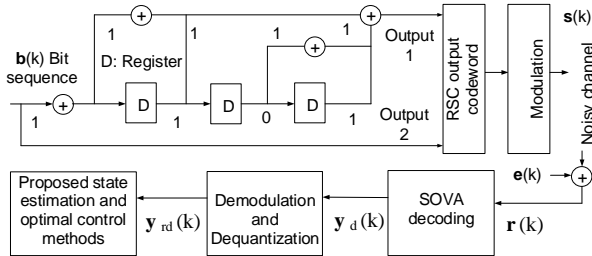 s(k)
1
1
1
1
Output
1
b(k) Bit
sequence
D: Register
1
D
D
D
1
1
0
1
Output
2
RSC output
codeword
Modulation
Noisy channel
e(k)
Proposed state
estimation and
optimal control
methods
y rd (k)
Demodulation
and
Dequantization
y d (k)
SOVA
decoding
r (k)